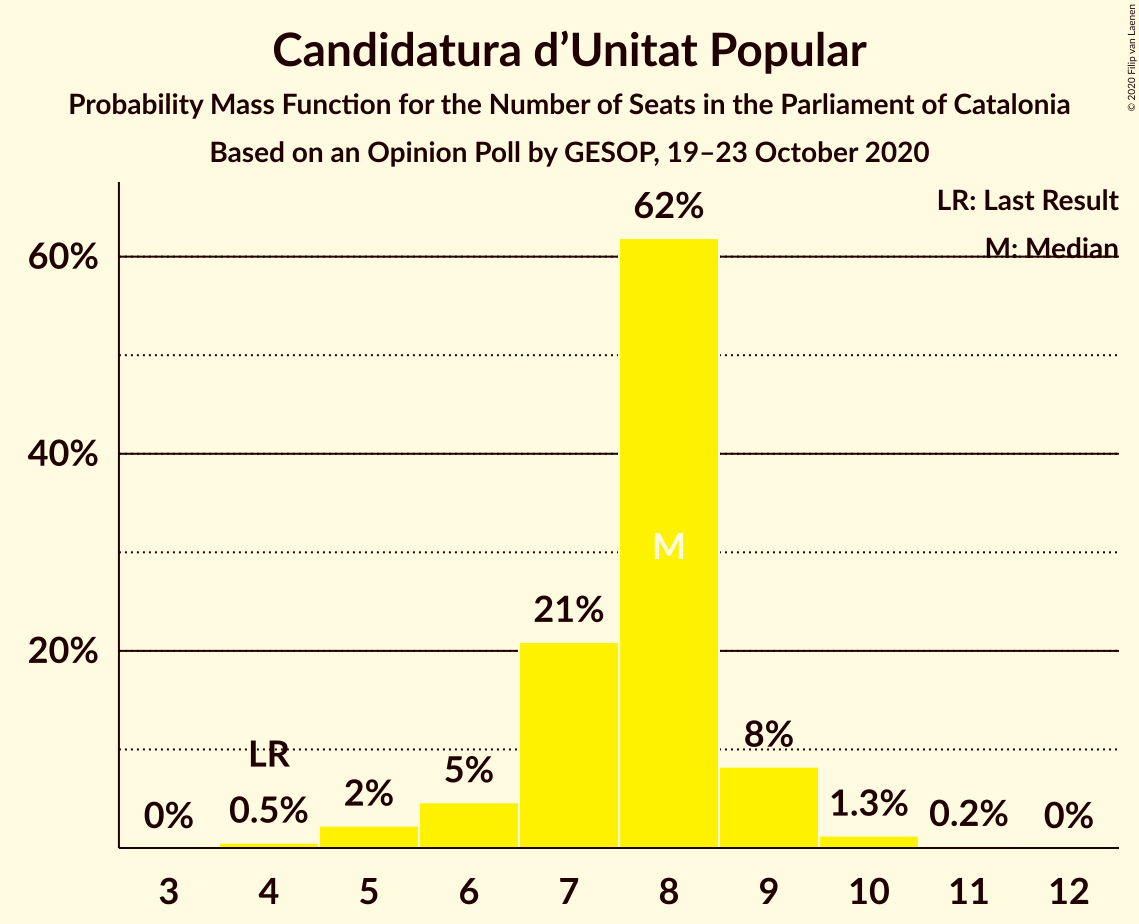 Candidatura d’Unitat Popular
Probability Mass Function for the Number of Seats in the Parliament of Catalonia
Based on an Opinion Poll by GESOP, 19–23 October 2020
© 2020 Filip van Laenen
LR: Last Result
M: Median
62%
60%
40%
M
21%
20%
8%
LR
5%
2%
0%
0.5%
1.3%
0.2%
0%
3 4 5 6 7 8 9 10 11 12